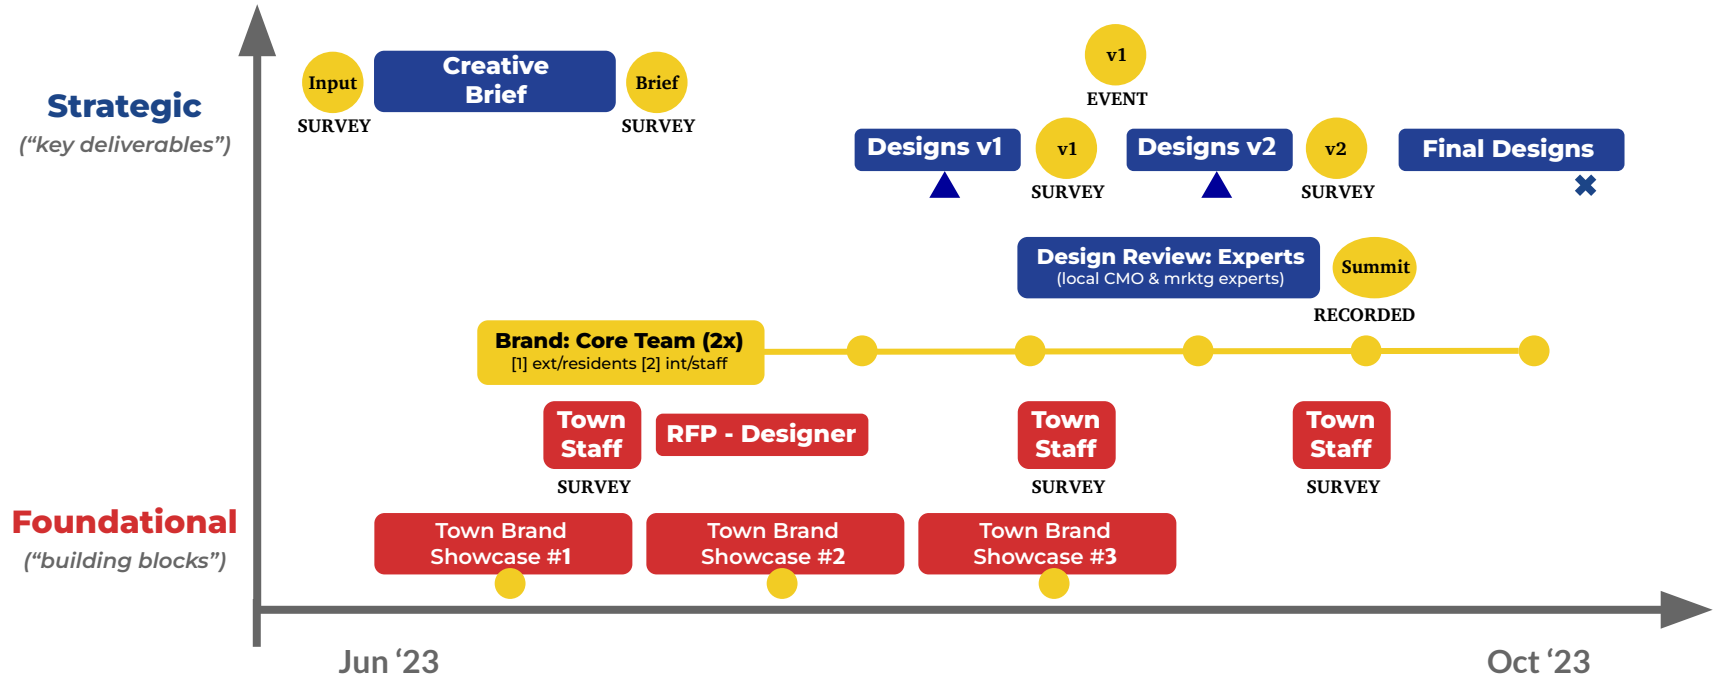 Strategic
(“key deliverables”)
Input
SURVEY
Creative
Brief
Brief
SURVEY
v1
EVENT
Designs v1
v1
SURVEY
Designs v2
v2
SURVEY
Final Designs
Design Review: Experts
(local CMO & mrktg experts)
Summit
RECORDED
Brand: Core Team (2x)
[1] ext/residents [2] int/staff
Town
Staff
SURVEY
RFP - Designer
Town
Staff
SURVEY
Town
Staff
SURVEY
Foundational
(“building blocks”)
Town Brand
Showcase #1
Town Brand
Showcase #2
Town Brand
Showcase #3
Jun ‘23
Oct ‘23